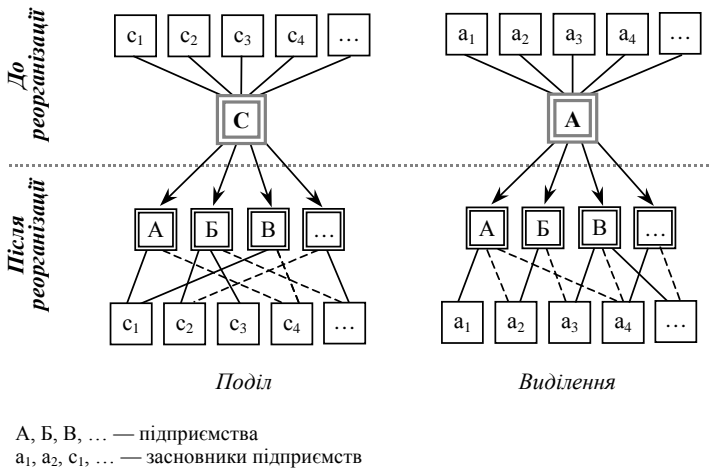 До реорганізації
c₁ c₂ c₃ c₄ … a₁ a₂ a₃ a₄ …
С А
Після реорганізації
А Б В … А Б В …
c₁ c₂ c₃ c₄ … a₁ a₂ a₃ a₄ …
Поділ Виділення
А, Б, В, … — підприємства
a₁, a₂, c₁, … — засновники підприємств